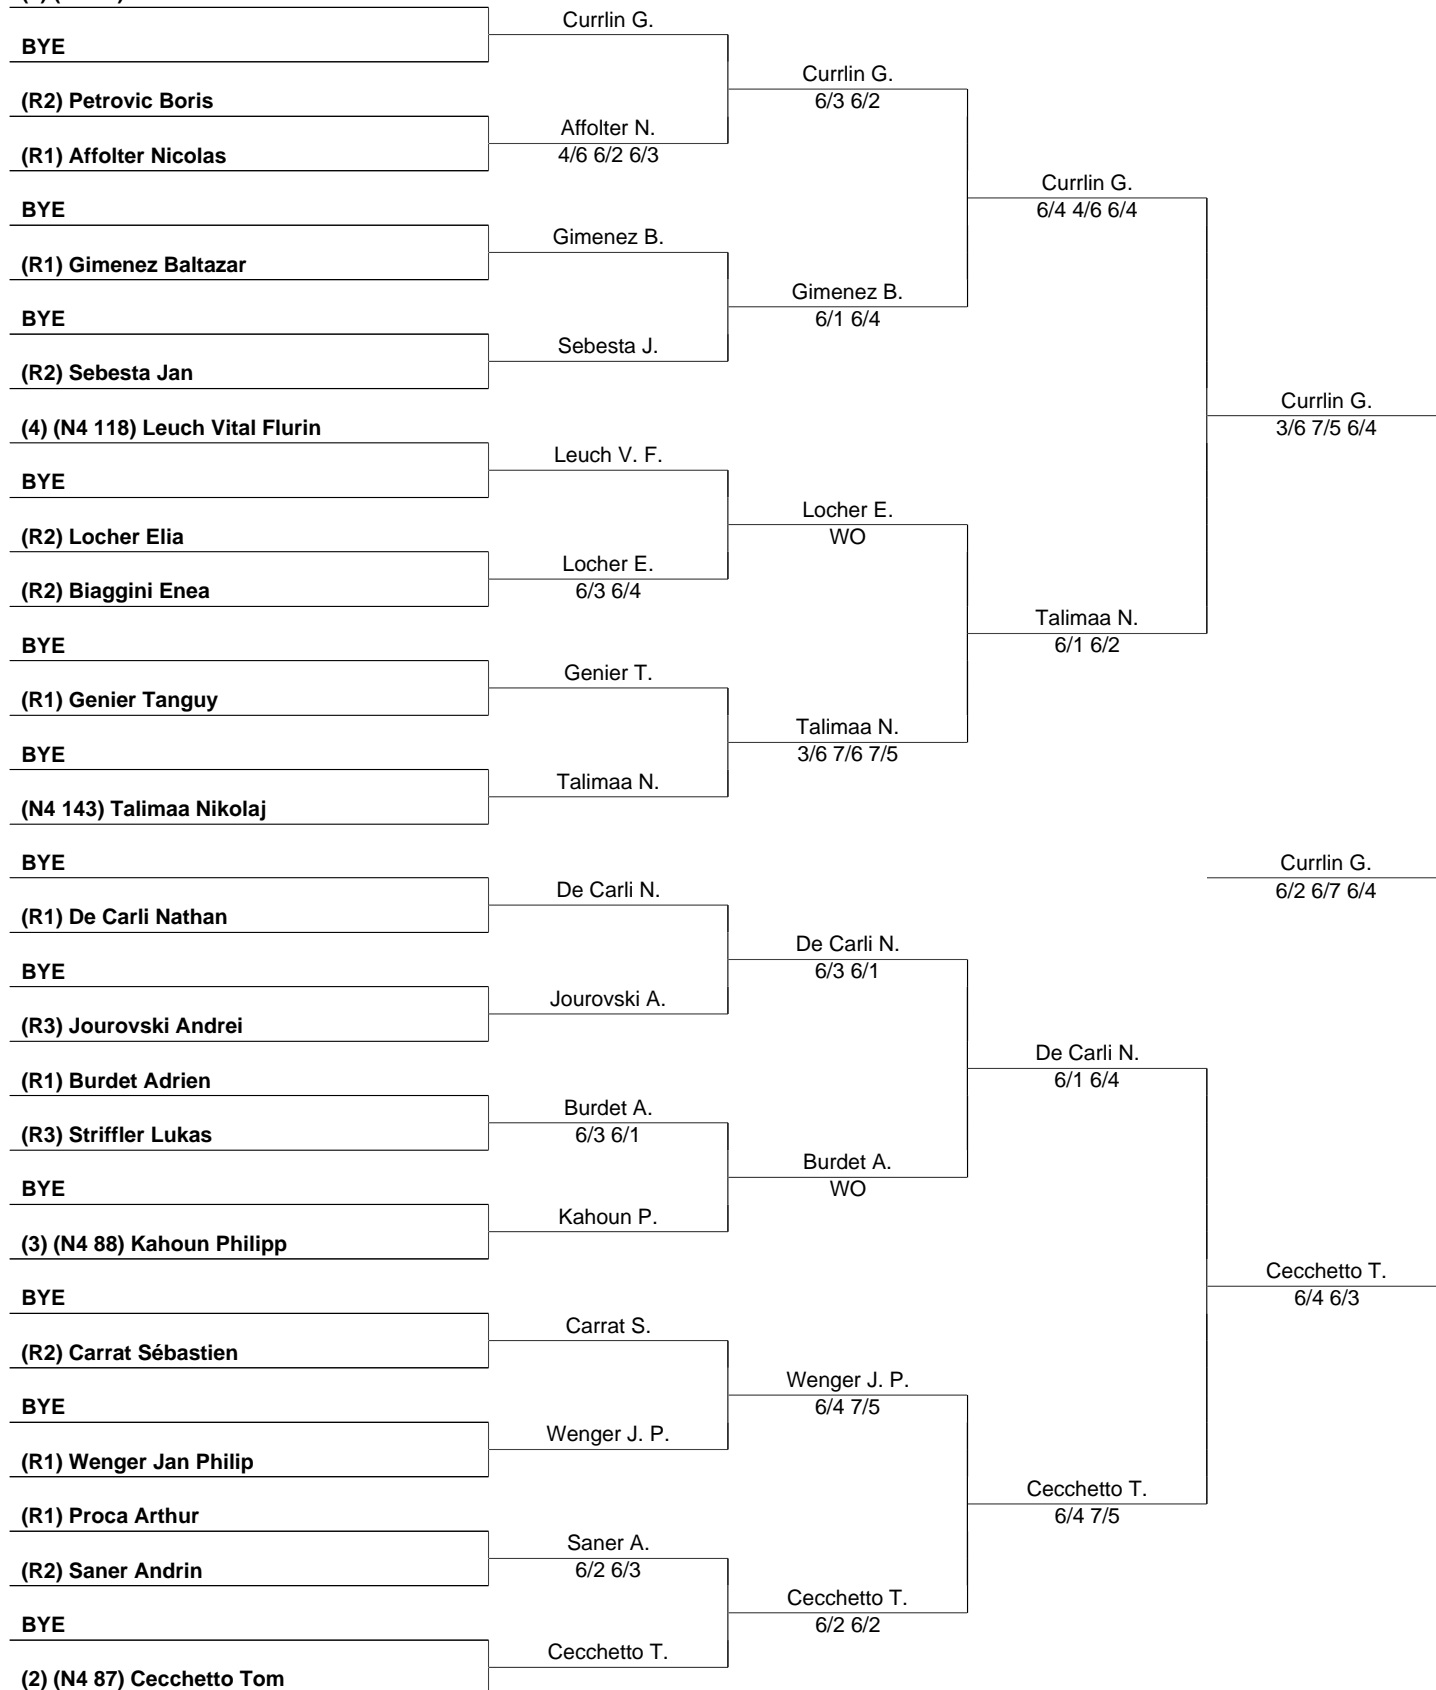 BYE
(R2) Petrovic Boris
(R1) Affolter Nicolas
BYE
(R1) Gimenez Baltazar
BYE
(R2) Sebesta Jan
(4) (N4 118) Leuch Vital Flurin
BYE
(R2) Locher Elia
(R2) Biaggini Enea
BYE
(R1) Genier Tanguy
BYE
(N4 143) Talimaa Nikolaj
BYE
(R1) De Carli Nathan
BYE
(R3) Jourovski Andrei
(R1) Burdet Adrien
(R3) Striffler Lukas
BYE
(3) (N4 88) Kahoun Philipp
BYE
(R2) Carrat Sébastien
BYE
(R1) Wenger Jan Philip
(R1) Proca Arthur
(R2) Saner Andrin
BYE
(2) (N4 87) Cecchetto Tom
Currlin G.
Affolter N.
4/6 6/2 6/3
Gimenez B.
Sebesta J.
Leuch V. F.
Locher E.
6/3 6/4
Genier T.
Talimaa N.
De Carli N.
Jourovski A.
Burdet A.
6/3 6/1
Kahoun P.
Carrat S.
Wenger J. P.
Saner A.
6/2 6/3
Cecchetto T.
Currlin G.
6/3 6/2
Gimenez B.
6/1 6/4
Locher E.
WO
Talimaa N.
3/6 7/6 7/5
De Carli N.
6/3 6/1
Burdet A.
WO
Wenger J. P.
6/4 7/5
Cecchetto T.
6/2 6/2
Currlin G.
6/4 4/6 6/4
Talimaa N.
6/1 6/2
De Carli N.
6/1 6/4
Cecchetto T.
6/4 7/5
Currlin G.
3/6 7/5 6/4
Currlin G.
6/2 6/7 6/4
Cecchetto T.
6/4 6/3